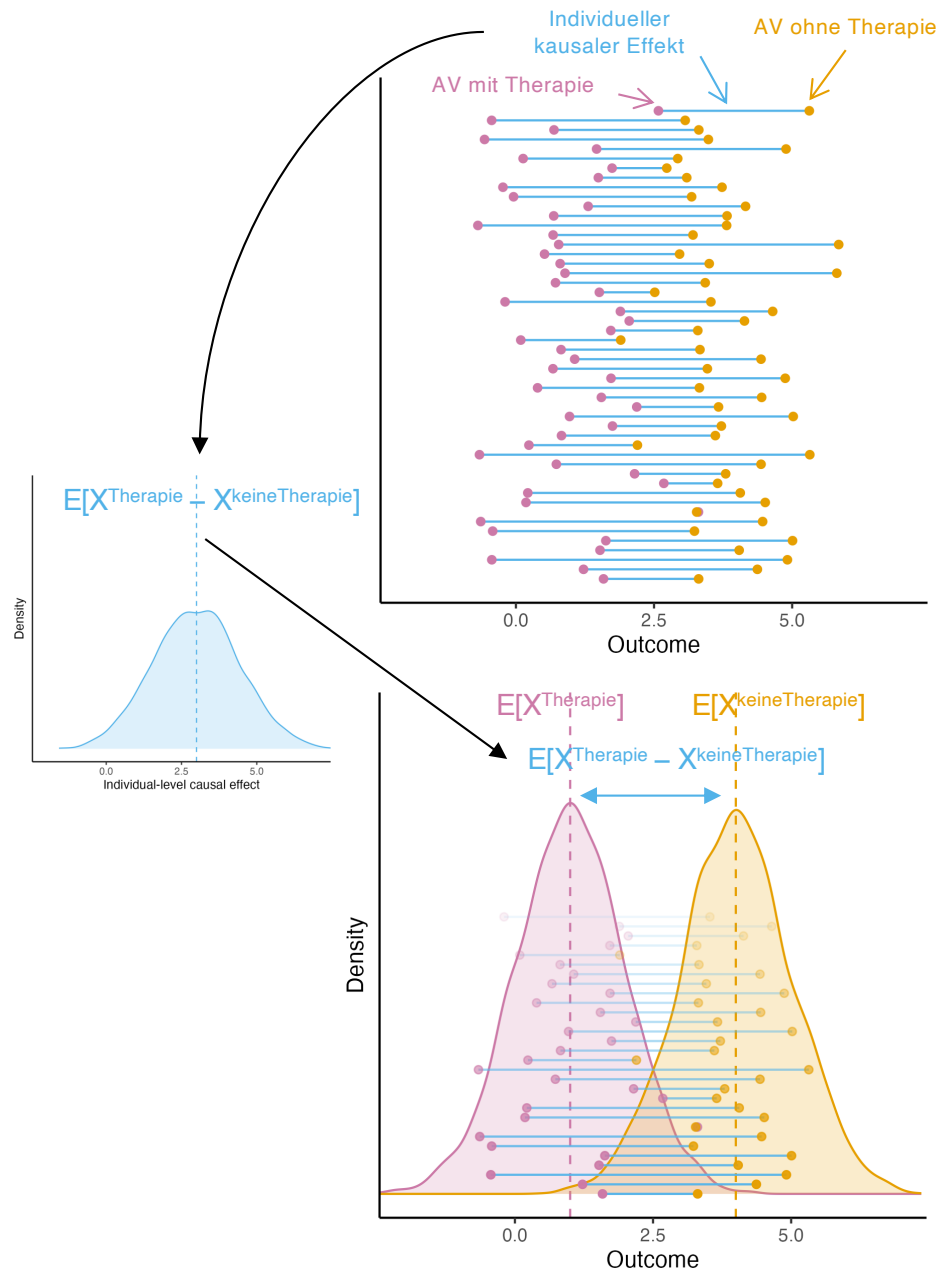 Individueller
kausaler Effekt
AV ohne Therapie
AV mit Therapie
0.0 2.5 5.0
Outcome
E[X^Therapie – X^keineTherapie]
Density
0.0 2.5 5.0
Individual-level causal effect
E[X^Therapie] E[X^keineTherapie]
E[X^Therapie – X^keineTherapie]
Density
0.0 2.5 5.0
Outcome